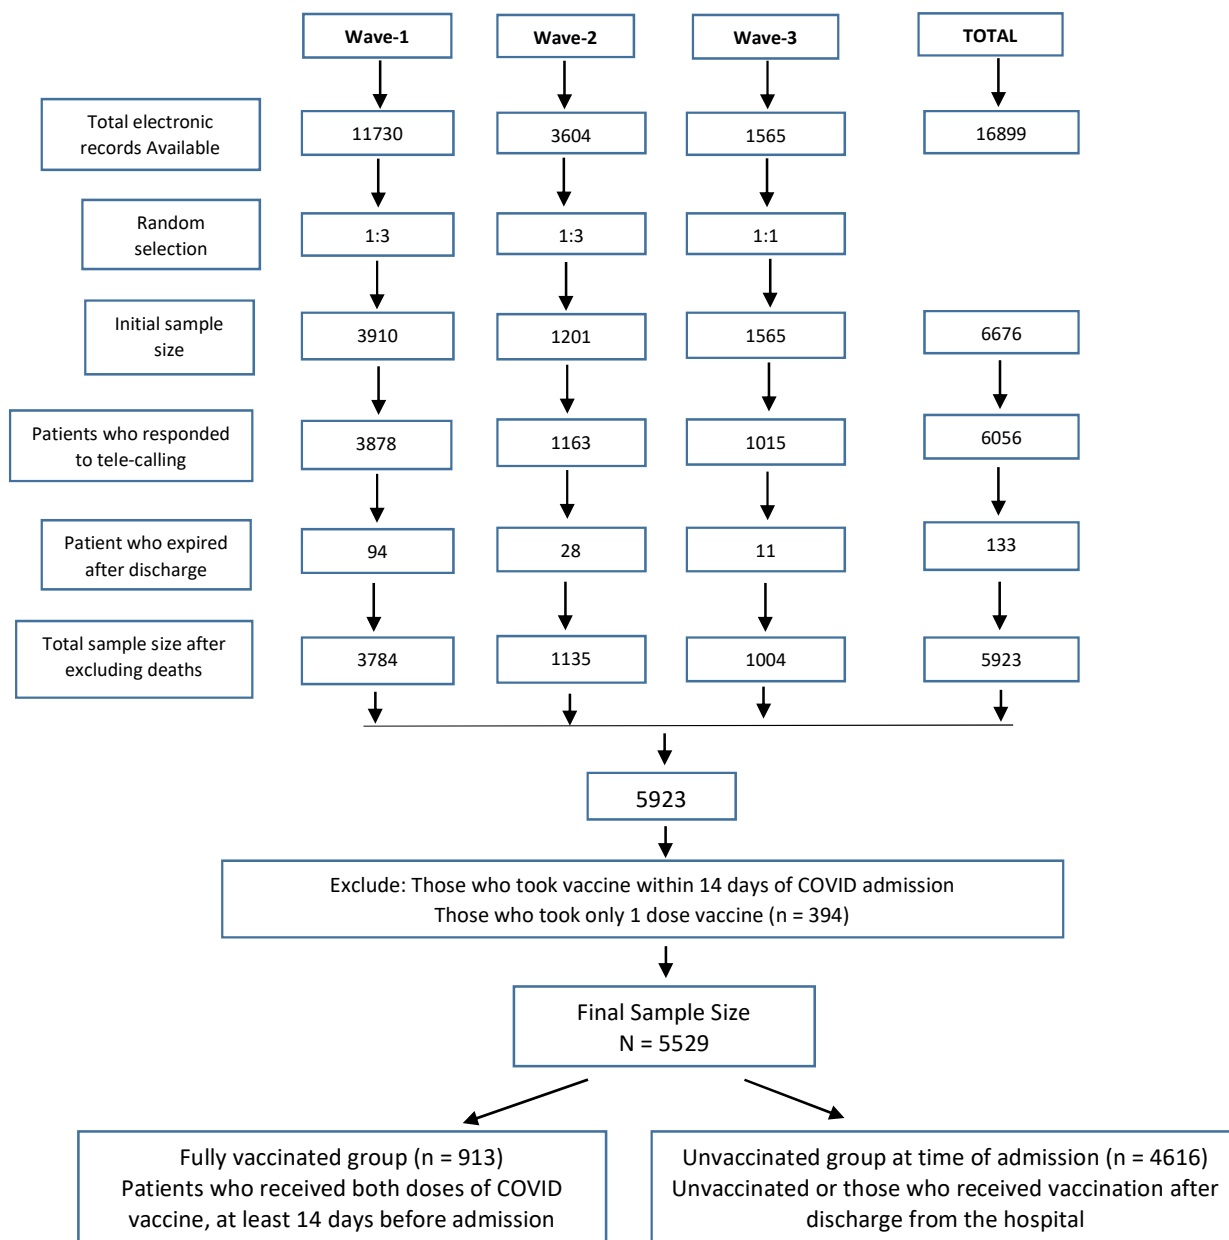 Wave-1
Wave-2
Wave-3
TOTAL
Total electronic
records Available
11730
3604
1565
16899
Random
selection
1:3
1:3
1:1
Initial sample
size
3910
1201
1565
6676
Patients who responded
to tele-calling
3878
1163
1015
6056
Patient who expired
after discharge
94
28
11
133
Total sample size after
excluding deaths
3784
1135
1004
5923
5923
Exclude: Those who took vaccine within 14 days of COVID admission
Those who took only 1 dose vaccine (n = 394)
Final Sample Size
N = 5529
Fully vaccinated group (n = 913)
Patients who received both doses of COVID
vaccine, at least 14 days before admission
Unvaccinated group at time of admission (n = 4616)
Unvaccinated or those who received vaccination after
discharge from the hospital